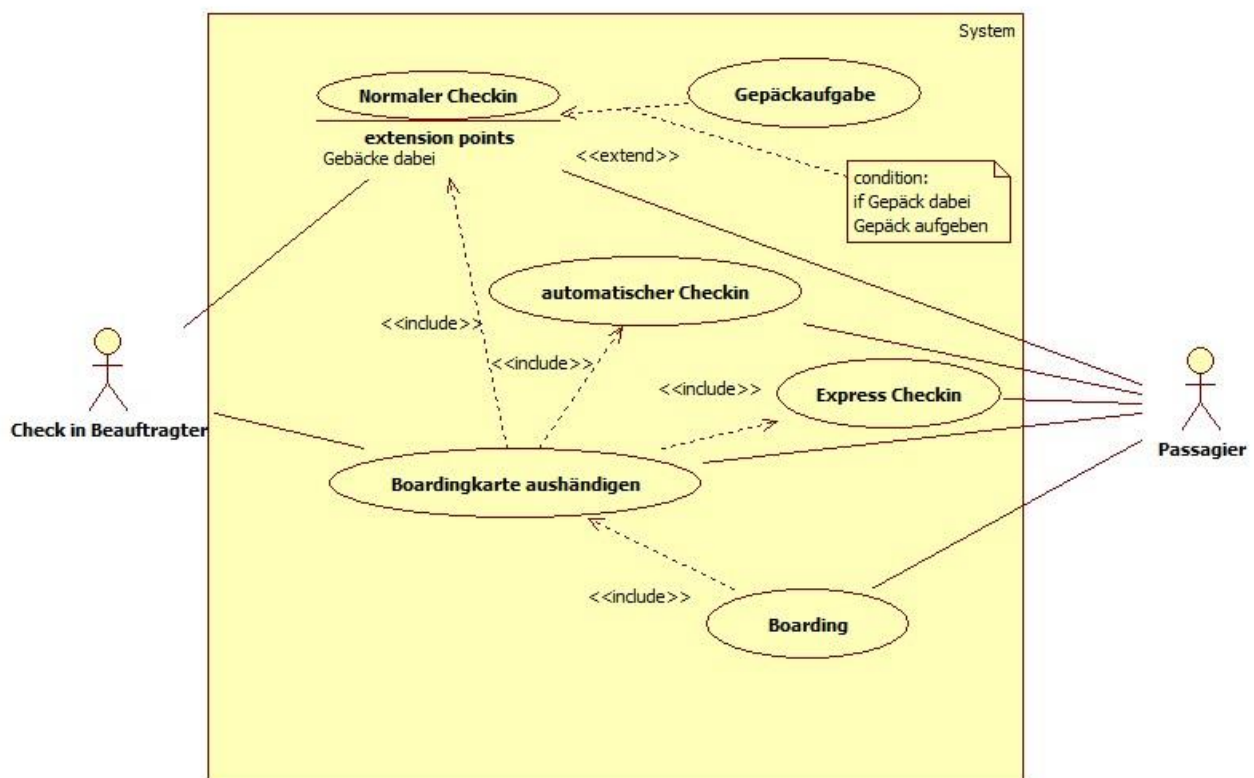 System
Normaler Checkin
Gepäckaufgabe
extension points
Gebäcke dabei
<<extend>>
condition:
if Gepäck dabei
Gepäck aufgeben
automatischer Checkin
<<include>>
<<include>>
<<include>>
Express Checkin
Check in Beauftragter
Passagier
Boardingkarte aushändigen
<<include>>
Boarding